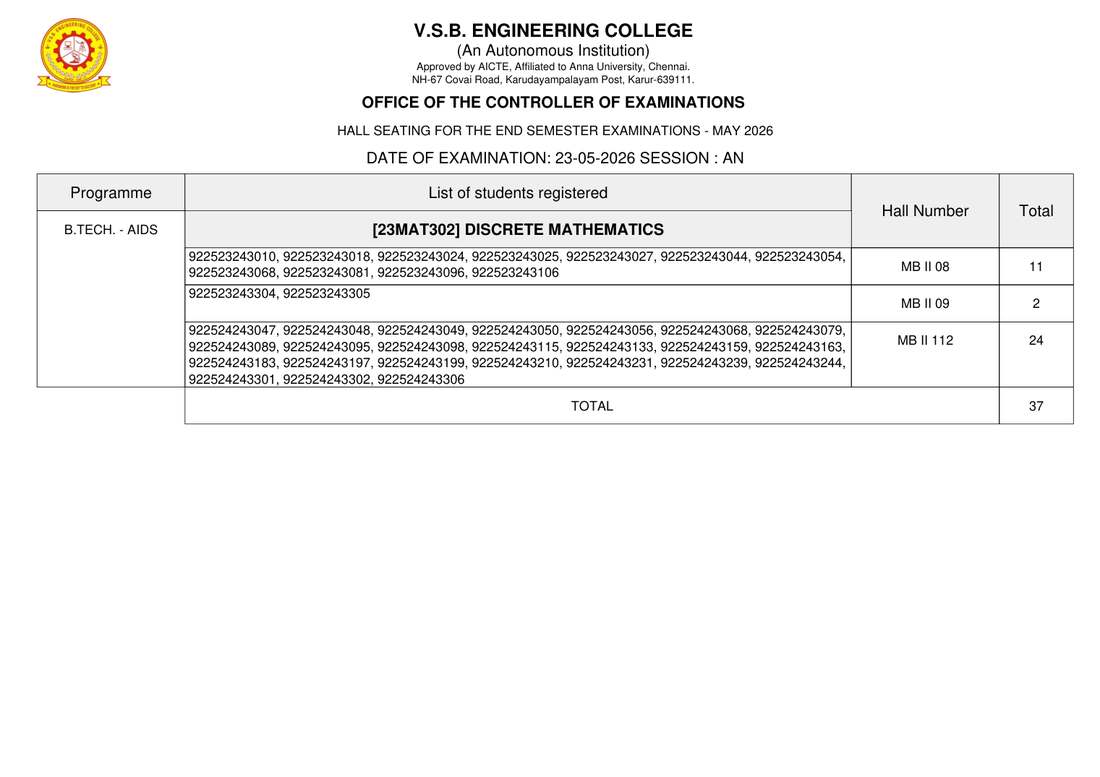 V.S.B. ENGINEERING COLLEGE
(An Autonomous Institution)
Approved by AICTE, Affiliated to Anna University, Chennai.
NH-67 Covai Road, Karudayampalayam Post, Karur-639111.
OFFICE OF THE CONTROLLER OF EXAMINATIONS
HALL SEATING FOR THE END SEMESTER EXAMINATIONS - MAY 2026
DATE OF EXAMINATION: 23-05-2026 SESSION : AN
Programme
List of students registered
Hall Number
Total
B.TECH. - AIDS
[23MAT302] DISCRETE MATHEMATICS
922523243010, 922523243018, 922523243024, 922523243025, 922523243027, 922523243044, 922523243054,
922523243068, 922523243081, 922523243096, 922523243106
MB II 08
11
922523243304, 922523243305
MB II 09
2
922524243047, 922524243048, 922524243049, 922524243050, 922524243056, 922524243068, 922524243079,
922524243089, 922524243095, 922524243098, 922524243115, 922524243133, 922524243159, 922524243163,
922524243183, 922524243197, 922524243199, 922524243210, 922524243231, 922524243239, 922524243244,
922524243301, 922524243302, 922524243306
MB II 112
24
TOTAL
37